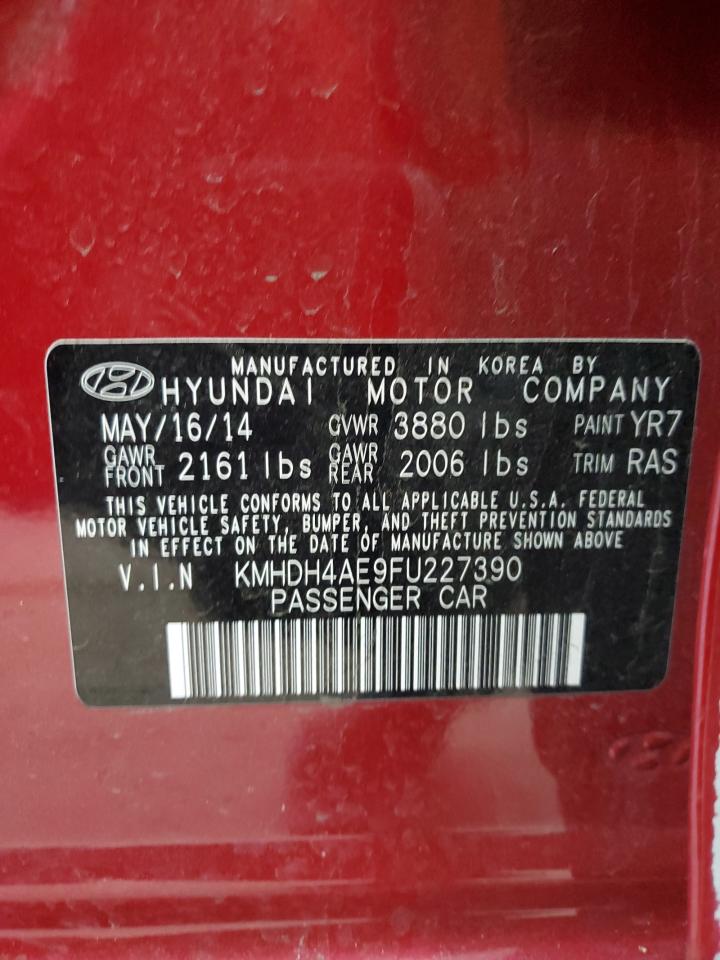 MANUFACTURED IN KOREA BY
HYUNDAI MOTOR COMPANY
MAY/16/14 GVWR 3880 lbs PAINT YR7
GAWR FRONT 2161 lbs GAWR REAR 2006 lbs TRIM RAS
THIS VEHICLE CONFORMS TO ALL APPLICABLE U.S.A. FEDERAL
MOTOR VEHICLE SAFETY, BUMPER, AND THEFT PREVENTION STANDARDS
IN EFFECT ON THE DATE OF MANUFACTURE SHOWN ABOVE
V.I.N KMHDH4AE9FU227390
PASSENGER CAR